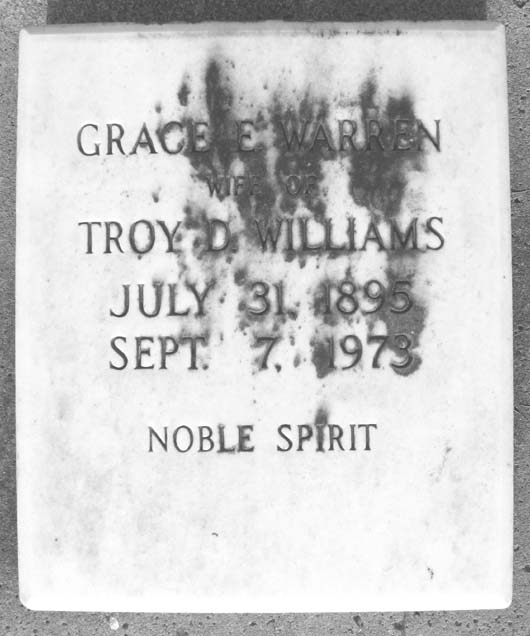 GRACE E. WARREN
WIFE OF
TROY D. WILLIAMS
JULY 31, 1895
SEPT. 7, 1973
NOBLE SPIRIT